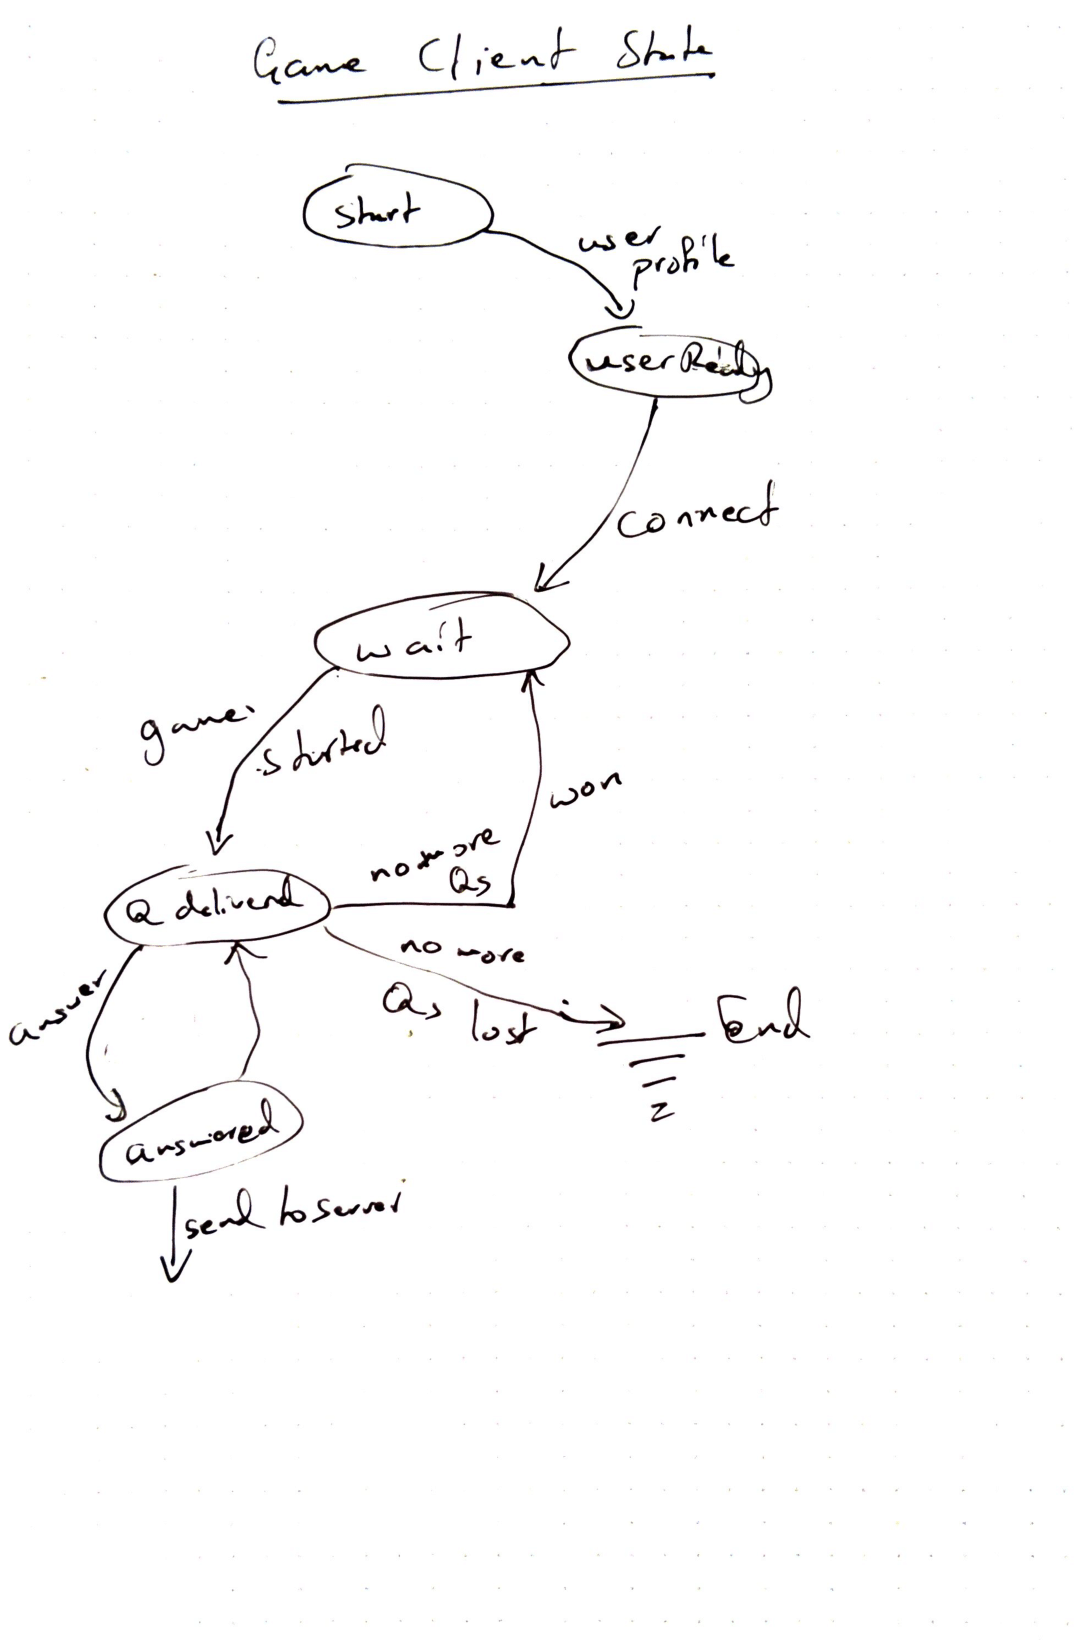 Game Client State
start
user
profile
userReady
connect
wait
game
started
won
no more
Qs
Q delivered
no more
Qs lost
End
answer
answered
send to server